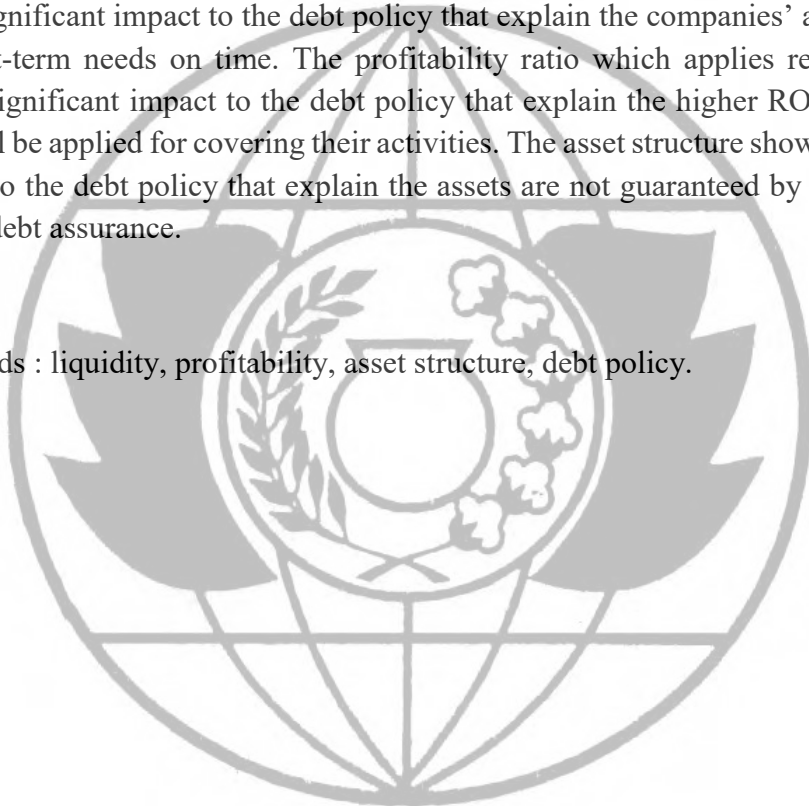 gnificant impact to the debt policy that explain the companies’ a
t-term needs on time. The profitability ratio which applies re
ignificant impact to the debt policy that explain the higher RO
l be applied for covering their activities. The asset structure show
o the debt policy that explain the assets are not guaranteed by
lebt assurance.
ds : liquidity, profitability, asset structure, debt policy.